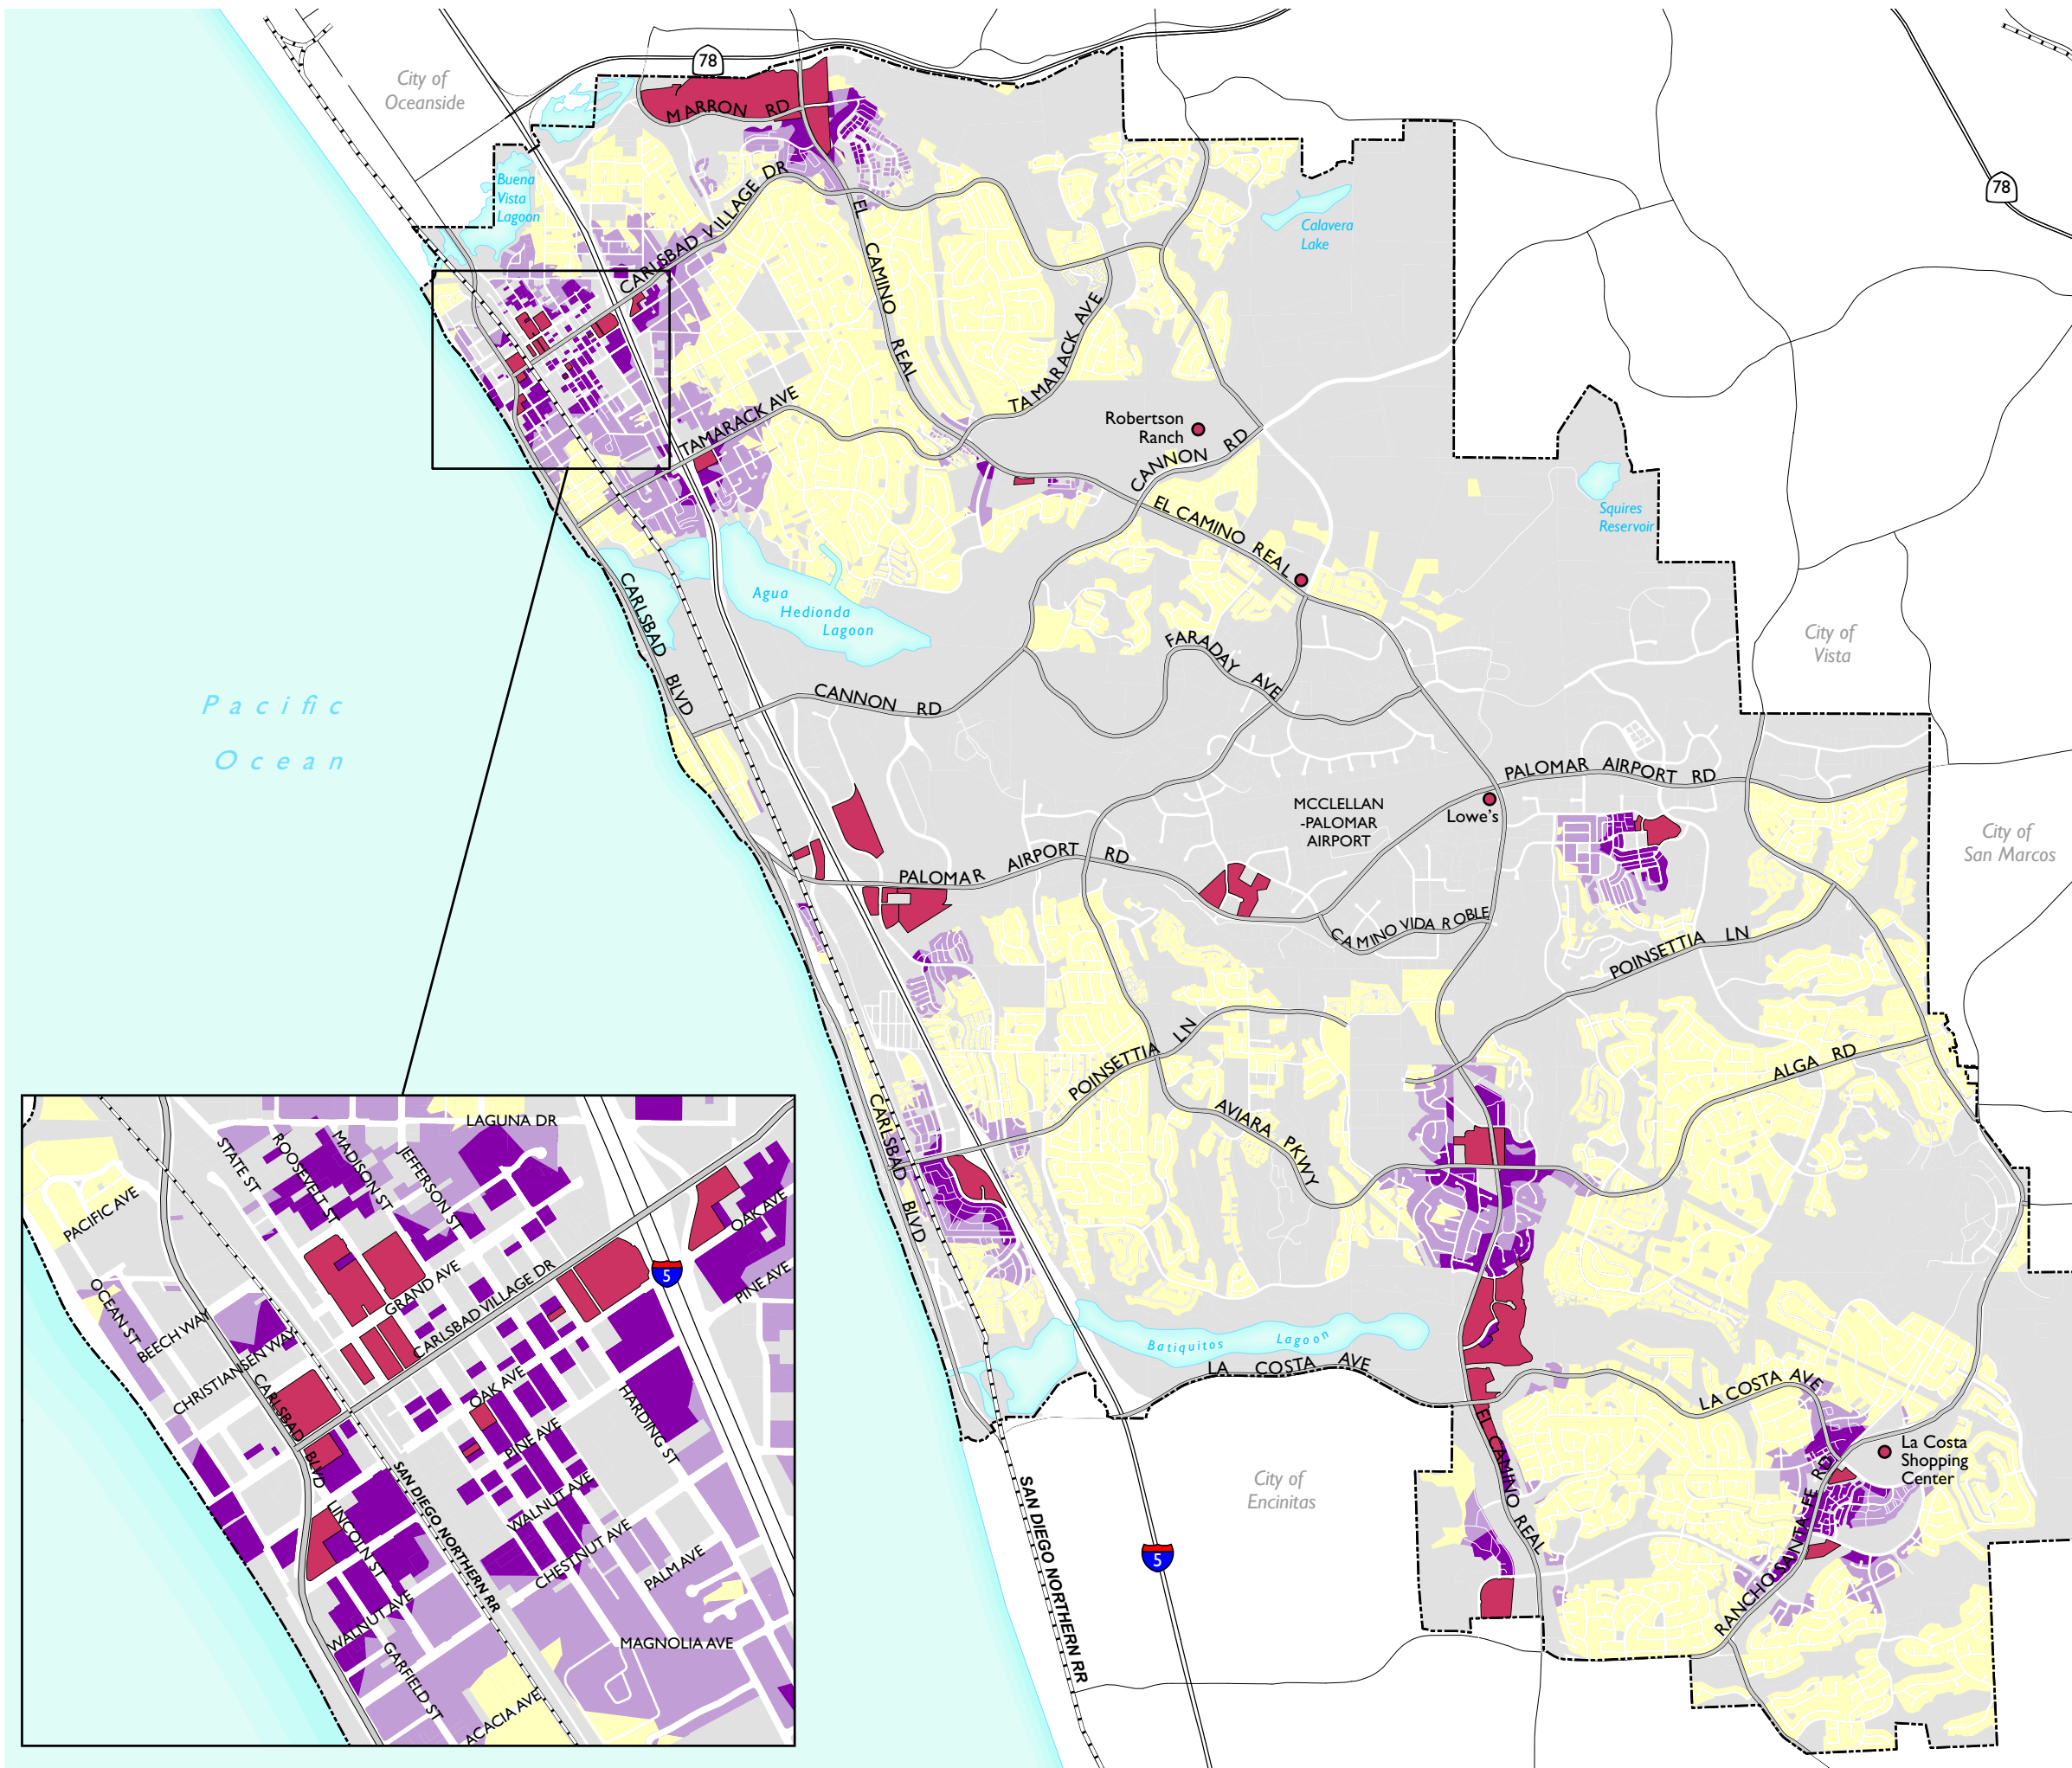 78
City of
Oceanside
MARRON RD
78
Buena
Vista
Lagoon
CARLSBAD VILLAGE DR
EL CAMINO REAL
Calavera
Lake
TAMARACK AVE
TAMARACK AVE
Robertson
Ranch
CANNON RD
EL CAMINO REAL
Squires
Reservoir
CARLSBAD BLVD
Agua
Hedionda
Lagoon
FARADAY AVE
City of
Vista
CANNON RD
Pacific
Ocean
PALOMAR AIRPORT RD
MCCLELLAN
-PALOMAR
AIRPORT
Lowe's
City of
San Marcos
PALOMAR AIRPORT RD
CAMINO VIDA ROBLE
POINSETTIA LN
POINSETTIA LN
ALGA RD
AVIARA PKWY
CARLSBAD BLVD
Batiquitos Lagoon
LA COSTA AVE
LA COSTA AVE
EL CAMINO REAL
La Costa
Shopping
Center
RANCHO SANTA FE RD
City of
Encinitas
SAN DIEGO NORTHERN RR
5
LAGUNA DR
STATE ST
ROOSEVELT ST
MADISON ST
JEFFERSON ST
PACIFIC AVE
OAK AVE
GRAND AVE
CARLSBAD VILLAGE DR
5
PINE AVE
OCEAN ST
BEECH WAY
CHRISTIANSEN WAY
CARLSBAD BLVD
OAK AVE
HARDING ST
PINE AVE
SAN DIEGO NORTHERN RR
LINCOLN ST
WALNUT AVE
CHESTNUT AVE
PALM AVE
WALNUT AVE
GARFIELD ST
MAGNOLIA AVE
ACACIA AVE